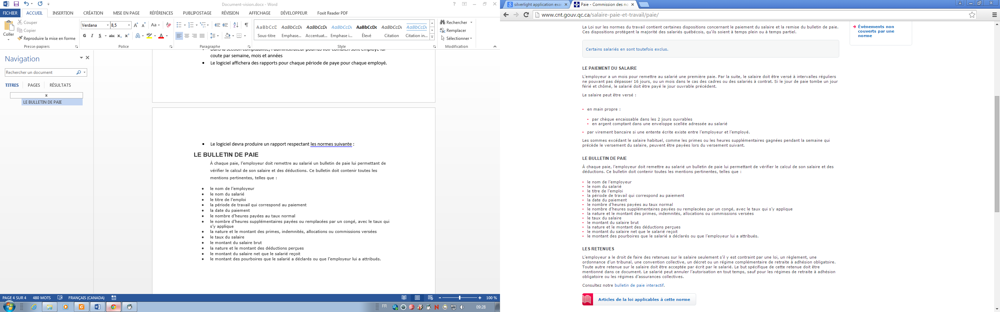 Document-vision.docx - Word
FICHIER ACCUEIL INSERTION CRÉATION MISE EN PAGE RÉFÉRENCES PUBLIPOSTAGE RÉVISION AFFICHAGE DÉVELOPPEUR Foxit Reader PDF
Coller
Couper
Copier
Reproduire la mise en forme
Presse-papiers
Verdana 8,5
G I S abc x₂ x²
Police
Paragraphe
AaBbCcD AaBbCcDc AaBbCcDc AaBbCcDc AaBbCcDc AaBbCcDc AaBbCcDc
Sous-titre Emphase... Accentuat... Emphase i... Élevé Citation Citation in...
Style
Rechercher
Remplacer
Sélectionner
Modification
Navigation
Rechercher un document
TITRES PAGES RÉSULTATS
LE BULLETIN DE PAIE
Dans la section comptabilité, l'administrateur pourras voir combien sont employé lui
coute par semaine, mois et années
• Le logiciel affichera des rapports pour chaque période de paye pour chaque employé.
• Le logiciel devra produire un rapport respectant les normes suivante :
LE BULLETIN DE PAIE
À chaque paie, l'employeur doit remettre au salarié un bulletin de paie lui permettant de
vérifier le calcul de son salaire et des déductions. Ce bulletin doit contenir toutes les
mentions pertinentes, telles que :
• le nom de l'employeur
• le nom du salarié
• le titre de l'emploi
• la période de travail qui correspond au paiement
• la date du paiement
• le nombre d'heures payées au taux normal
• le nombre d'heures supplémentaires payées ou remplacées par un congé, avec le taux qui
s'y applique
• la nature et le montant des primes, indemnités, allocations ou commissions versées
• le taux du salaire
• le montant du salaire brut
• la nature et le montant des déductions perçues
• le montant du salaire net que le salarié reçoit
• le montant des pourboires que le salarié a déclarés ou que l'employeur lui a attribués.
PAGE 4 SUR 4 480 MOTS FRANÇAIS (CANADA) 100 %
FR 09:28
silverlight application exa
Paie - Commission des no
www.cnt.gouv.qc.ca/salaire-paie-et-travail/paie/
La Loi sur les normes du travail contient certaines dispositions concernant le paiement du salaire et la remise du bulletin de paie.
Ces dispositions protègent la majorité des salariés québécois, qu'ils soient à temps plein ou à temps partiel.
Certains salariés en sont toutefois exclus.
LE PAIEMENT DU SALAIRE
L'employeur a un mois pour remettre au salarié une première paie. Par la suite, le salaire doit être versé à intervalles réguliers
ne pouvant pas dépasser 16 jours, ou un mois dans le cas des cadres ou des salariés à contrat. Si le jour de paie tombe un jour
férié et chômé, le salarié doit être payé le jour ouvrable précédent.
Le salaire peut être versé :
• en main propre :
• par chèque encaissable dans les 2 jours ouvrables
• en argent comptant dans une enveloppe scellée adressée au salarié
• par virement bancaire si une entente écrite existe entre l'employeur et l'employé.
Les sommes excédant le salaire habituel, comme les primes ou les heures supplémentaires gagnées pendant la semaine qui
précède le versement du salaire, peuvent être payées lors du versement suivant.
LE BULLETIN DE PAIE
À chaque paie, l'employeur doit remettre au salarié un bulletin de paie lui permettant de vérifier le calcul de son salaire et des
déductions. Ce bulletin doit contenir toutes les mentions pertinentes, telles que :
• le nom de l'employeur
• le nom du salarié
• le titre de l'emploi
• la période de travail qui correspond au paiement
• la date du paiement
• le nombre d'heures payées au taux normal
• le nombre d'heures supplémentaires payées ou remplacées par un congé, avec le taux qui s'y applique
• la nature et le montant des primes, indemnités, allocations ou commissions versées
• le taux du salaire
• le montant du salaire brut
• la nature et le montant des déductions perçues
• le montant du salaire net que le salarié reçoit
• le montant des pourboires que le salarié a déclarés ou que l'employeur lui a attribués.
LES RETENUES
L'employeur a le droit de faire des retenues sur le salaire seulement s'il y est contraint par une loi, un règlement, une
ordonnance d'un tribunal, une convention collective, un décret ou un régime complémentaire de retraite à adhésion obligatoire.
Toute autre retenue sur le salaire doit être acceptée par écrit par le salarié. Le but spécifique de cette retenue doit être
mentionné dans ce document. Le salarié peut annuler l'autorisation en tout temps, sauf pour les régimes de retraite à adhésion
obligatoire ou les régimes d'assurances collectives.
Consultez notre bulletin de paie interactif.
Articles de la loi applicables à cette norme
Événements non
couverts par une
norme